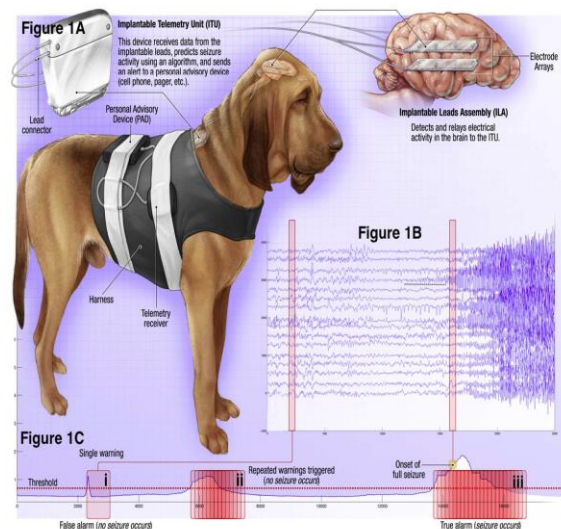 Figure 1A
Implantable Telemetry Unit (ITU)
This device receives data from the
implantable leads, predicts seizure
activity using an algorithm, and sends
an alert to a personal advisory device
(cell phone, pager, etc.).
Lead
connector
Personal Advisory
Device (PAD)
Electrode
Arrays
Implantable Leads Assembly (ILA)
Detects and relays electrical
activity in the brain to the ITU.
Harness
Telemetry
receiver
Figure 1B
Figure 1C
Single warning
Threshold
i
Repeated warnings triggered
(no seizure occurs)
ii
Onset of
full seizure
iii
False alarm (no seizure occurs)
True alarm (seizure occurs)